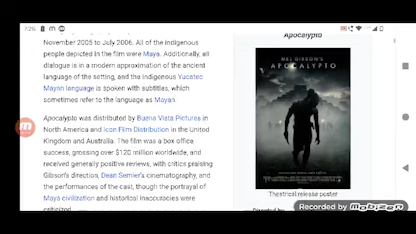 7:26
November 2005 to July 2006. All of the indigenous
people depicted in the film were Maya. Additionally, all
dialogue is in a modern approximation of the ancient
language of the setting, and the indigenous Yucatec
Mayan language is spoken with subtitles, which
sometimes refer to the language as Mayan.
Apocalypto was distributed by Buena Vista Pictures in
North America and Icon Film Distribution in the United
Kingdom and Australia. The film was a box office
success, grossing over $120 million worldwide, and
received generally positive reviews, with critics praising
Gibson's direction, Dean Semler's cinematography, and
the performances of the cast, though the portrayal of
Maya civilization and historical inaccuracies were
criticized.
Apocalypto
MEL GIBSON'S
APOCALYPTO
Theatrical release poster
Directed by
Recorded by
Mobizen